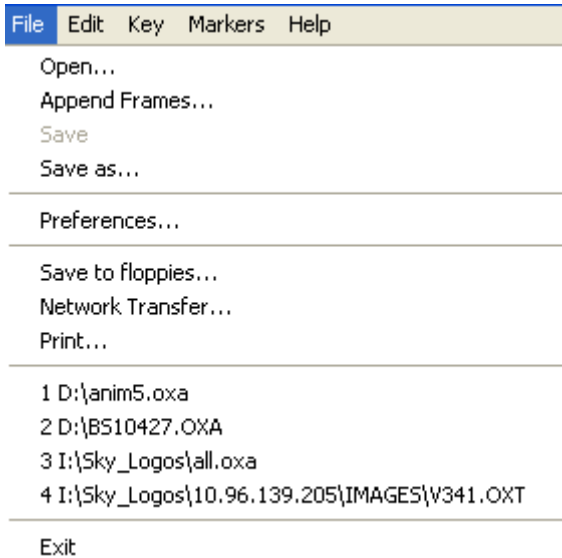 File Edit Key Markers Help
Open...
Append Frames...
Save
Save as...
Preferences...
Save to floppies...
Network Transfer...
Print...
1 D:\anim5.oxa
2 D:\BS10427.OXA
3 I:\Sky_Logos\all.oxa
4 I:\Sky_Logos\10.96.139.205\IMAGES\V341.OXT
Exit